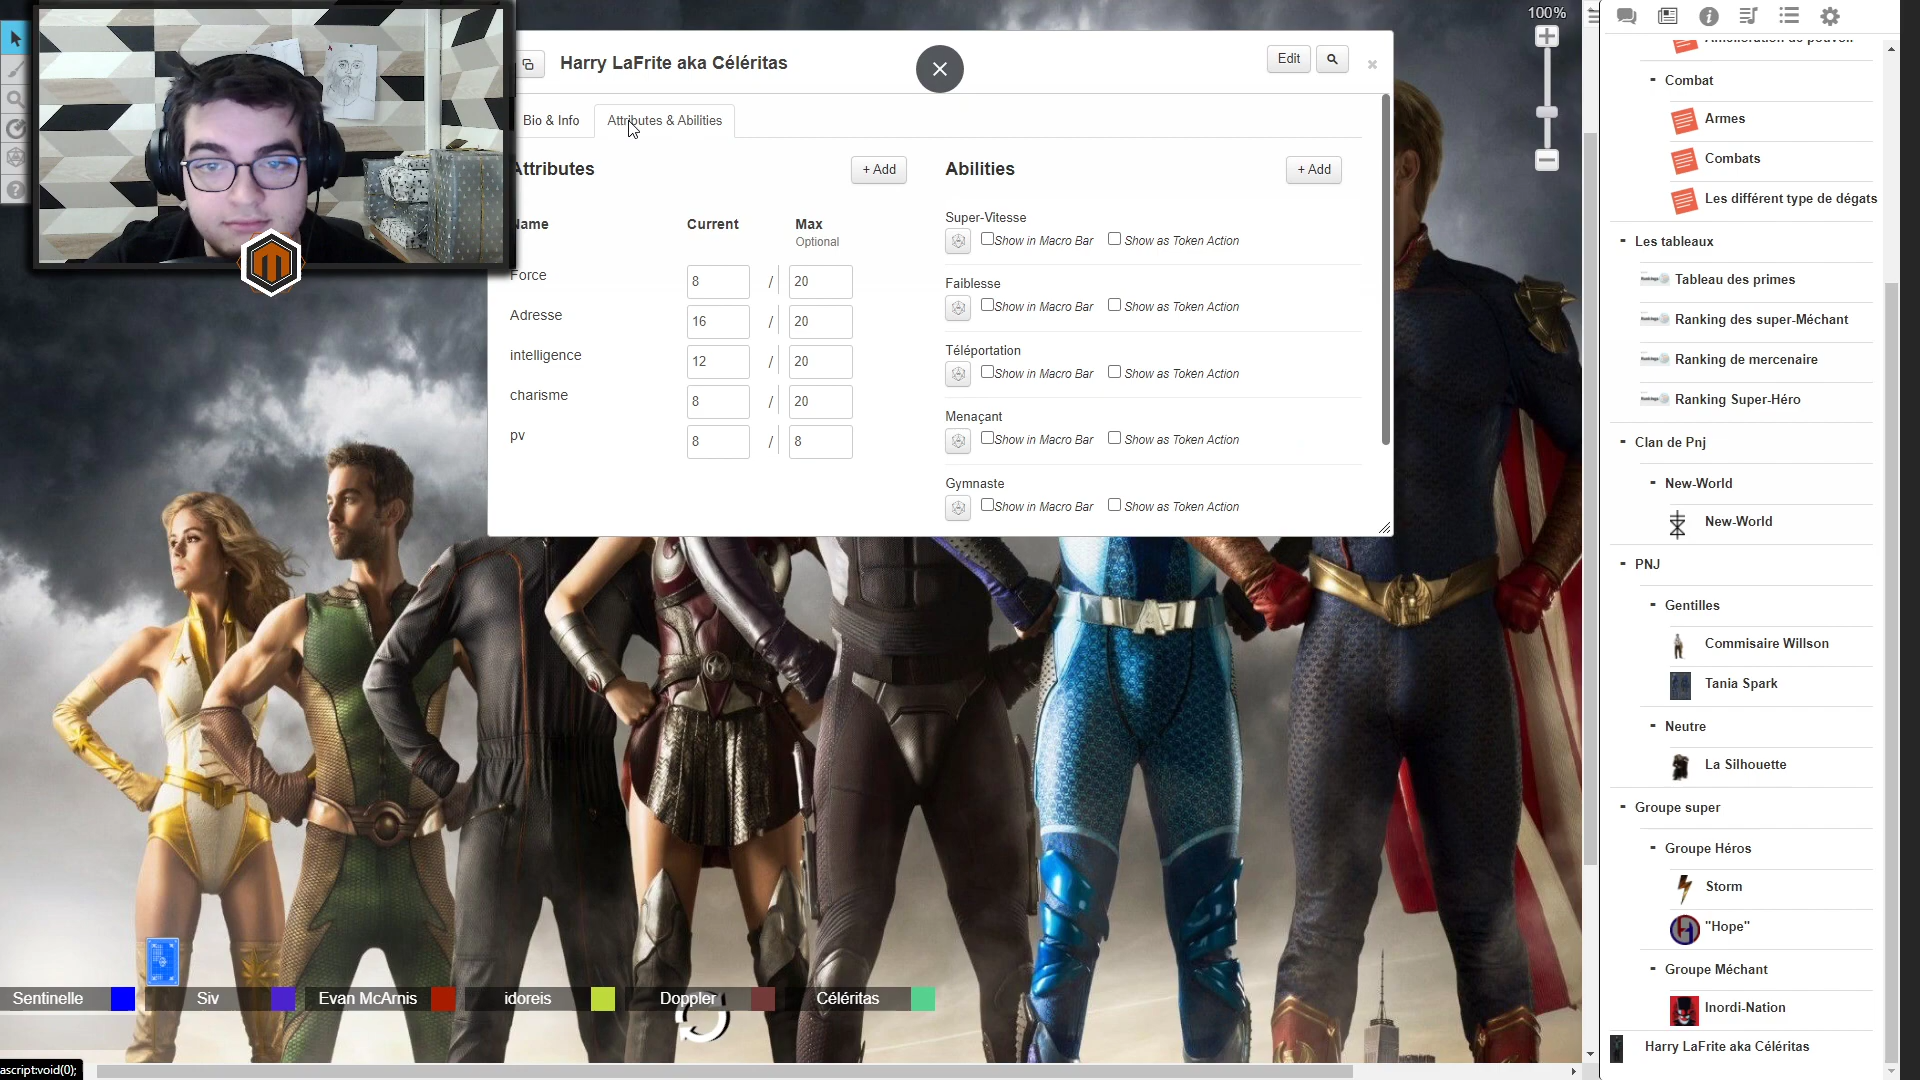 100%
Harry LaFrite aka Céléritas
Edit
Bio & Info
Attributes & Abilities
Attributes
+ Add
Name
Current
Max
Optional
Force
8 / 20
Adresse
16 / 20
intelligence
12 / 20
charisme
8 / 20
pv
8 / 8
Abilities
+ Add
Super-Vitesse
Show in Macro Bar
Show as Token Action
Faiblesse
Show in Macro Bar
Show as Token Action
Téléportation
Show in Macro Bar
Show as Token Action
Menaçant
Show in Macro Bar
Show as Token Action
Gymnaste
Show in Macro Bar
Show as Token Action
Amélioration de pouvoir
Combat
Armes
Combats
Les différent type de dégats
Les tableaux
Tableau des primes
Ranking des super-Méchant
Ranking de mercenaire
Ranking Super-Héro
Clan de Pnj
New-World
New-World
PNJ
Gentilles
Commisaire Willson
Tania Spark
Neutre
La Silhouette
Groupe super
Groupe Héros
Storm
"Hope"
Groupe Méchant
Inordi-Nation
Harry LaFrite aka Céléritas
Sentinelle
Siv
Evan McArnis
idoreis
Doppler
Céléritas
ascript:void(0);